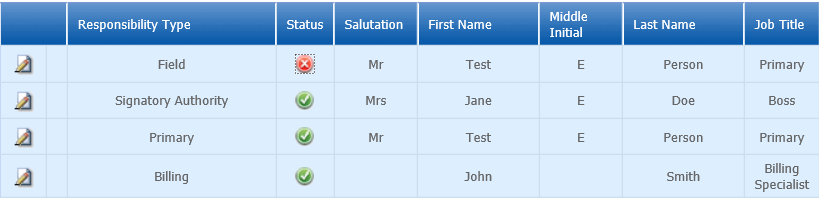 Responsibility Type Status Salutation First Name Middle Initial Last Name Job Title
Field Mr Test E Person Primary
Signatory Authority Mrs Jane E Doe Boss
Primary Mr Test E Person Primary
Billing John Smith Billing Specialist